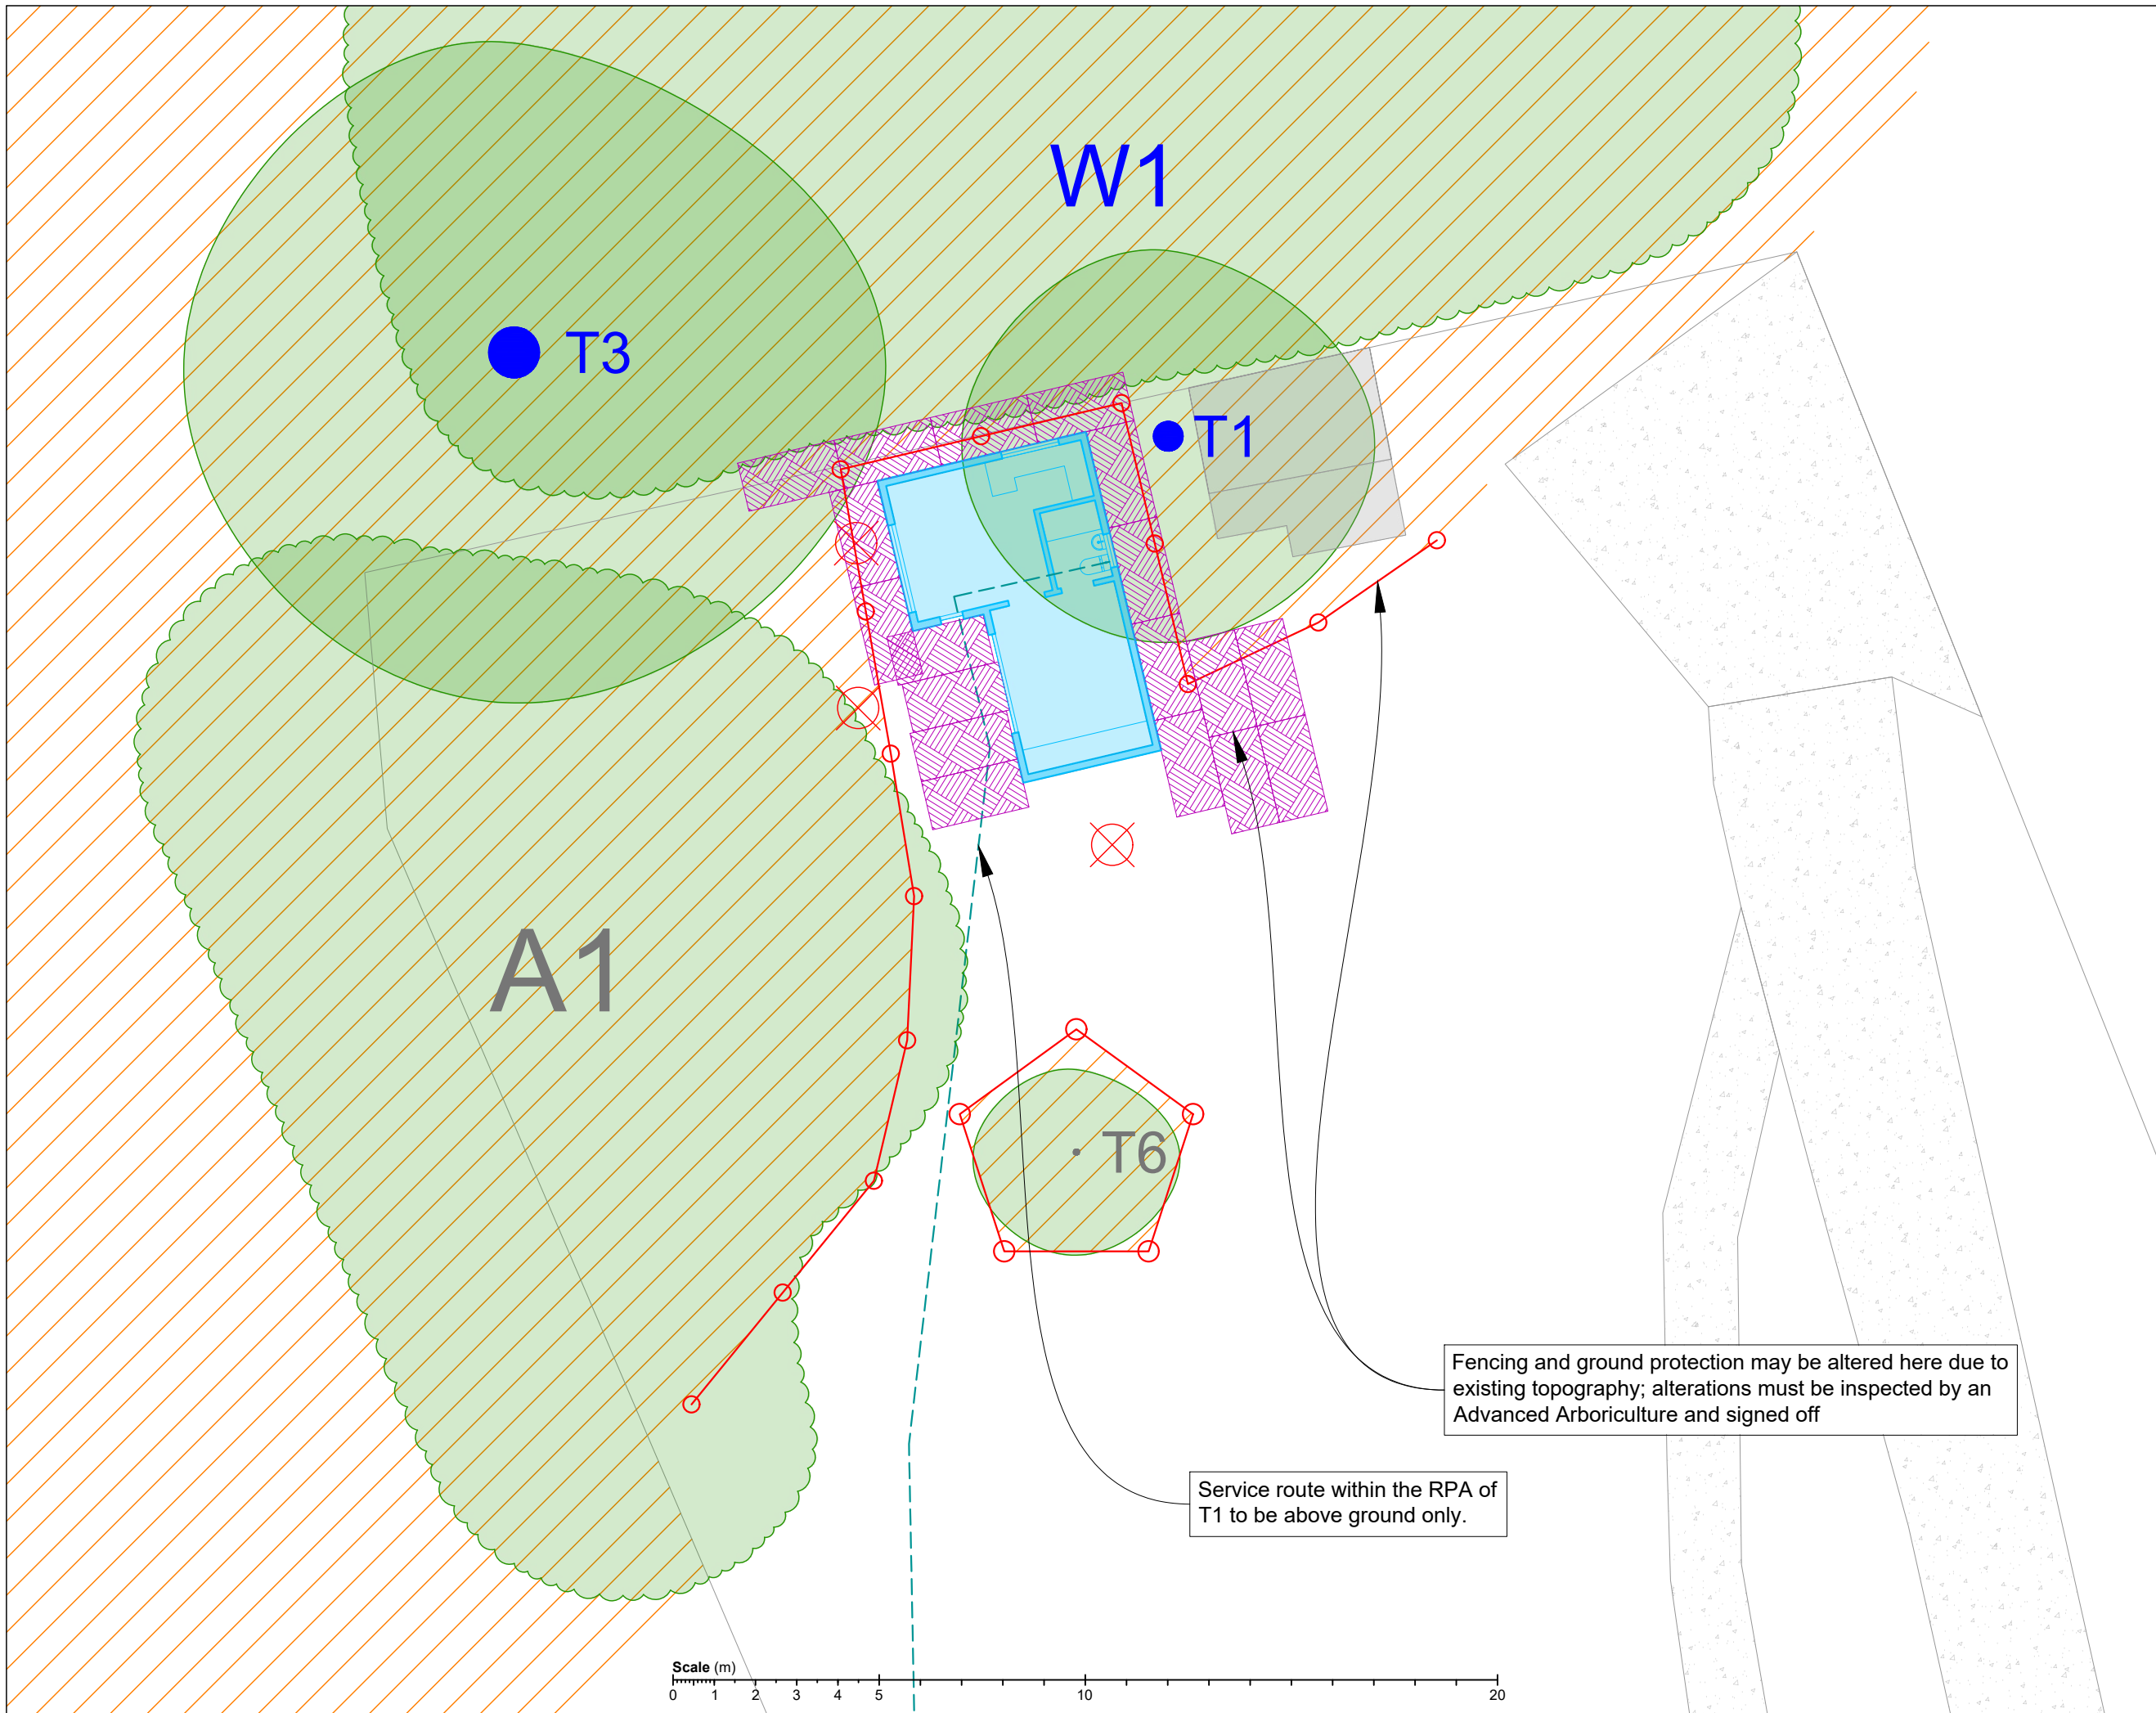 W1
T3
T1
A1
T6
Fencing and ground protection may be altered here due to
existing topography; alterations must be inspected by an
Advanced Arboriculture and signed off
Service route within the RPA of
T1 to be above ground only.
Scale (m)
0 1 2 3 4 5 10 20